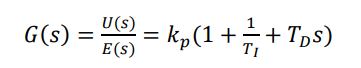 G(s) = U(s)/E(s) = k_p(1 + 1/T_I + T_D s)